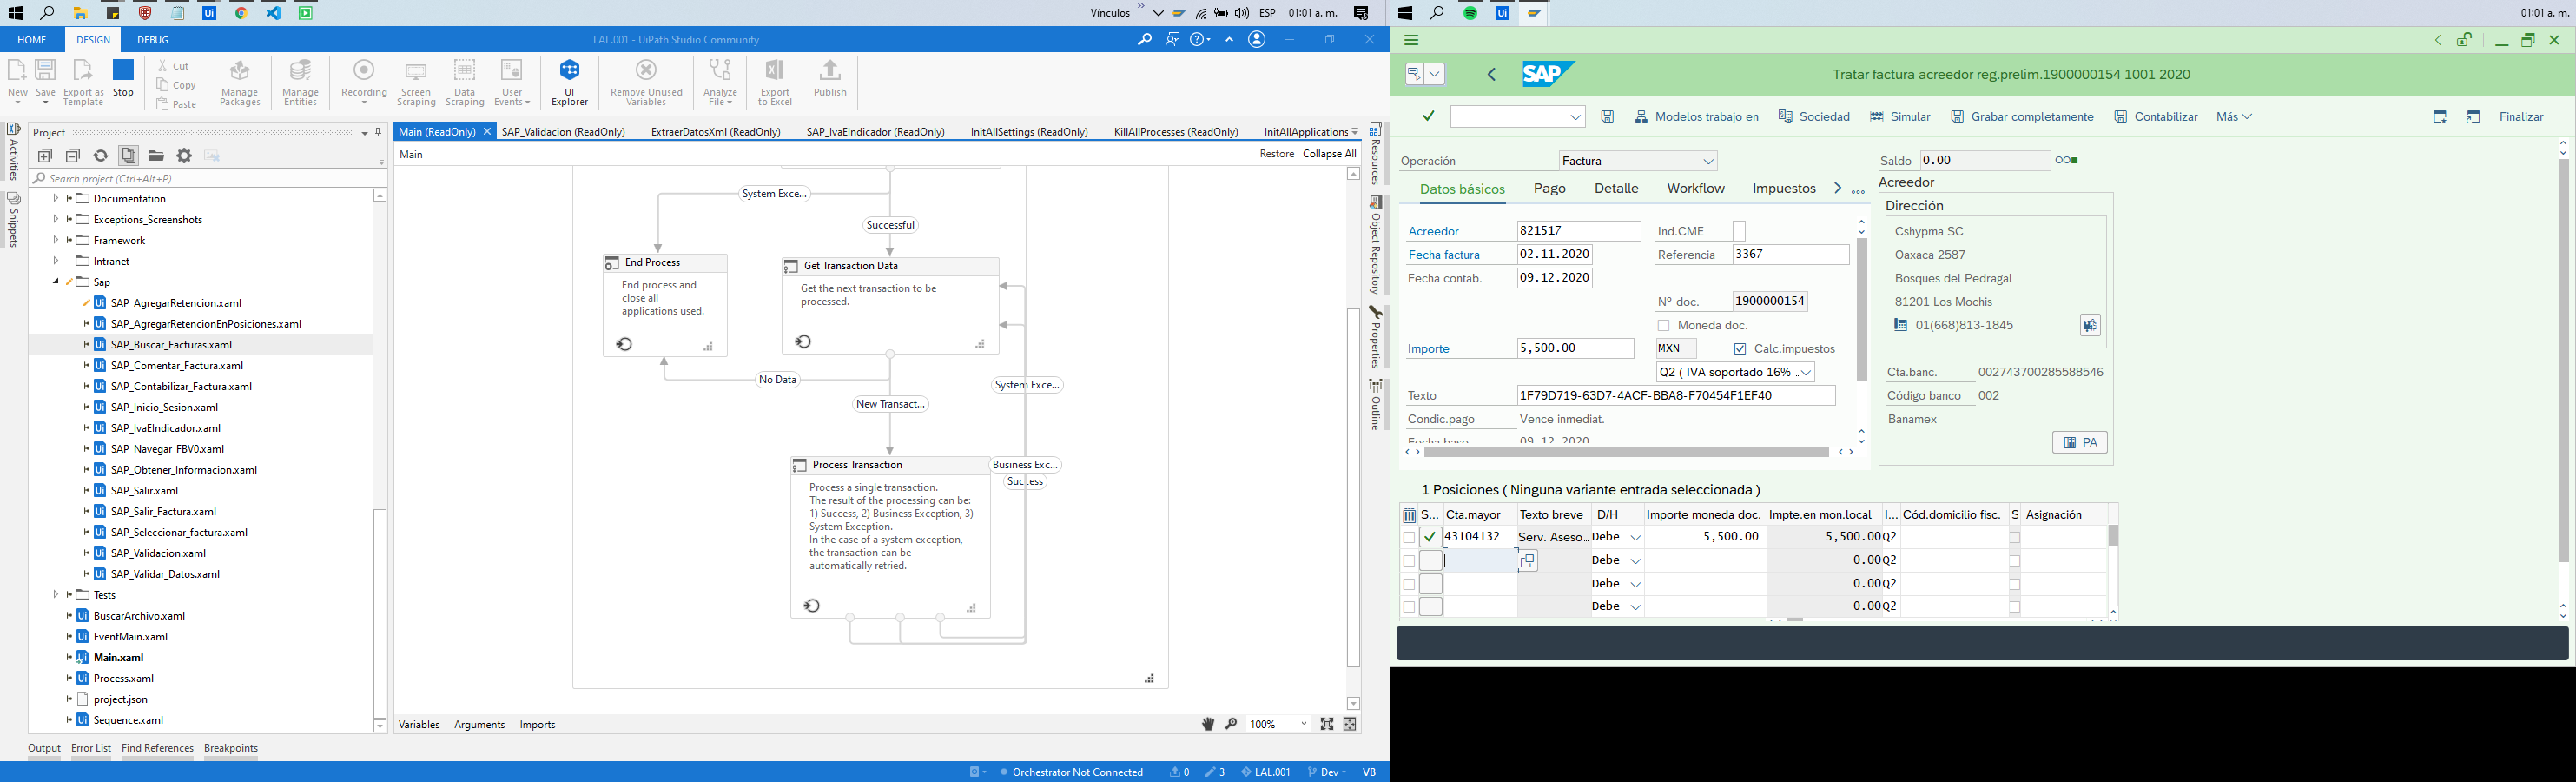 Vínculos
ESP
01:01 a. m.
01:01 a. m.
HOME
DESIGN
DEBUG
LAL.001 - UiPath Studio Community
New
Save
Export as Template
Stop
Cut
Copy
Paste
Manage Packages
Manage Entities
Recording
Screen Scraping
Data Scraping
User Events
UI Explorer
Remove Unused Variables
Analyze File
Export to Excel
Publish
Activities
Snippets
Project
Search project (Ctrl+Alt+P)
Documentation
Exceptions_Screenshots
Framework
Intranet
Sap
SAP_AgregarRetencion.xaml
SAP_AgregarRetencionEnPosiciones.xaml
SAP_Buscar_Facturas.xaml
SAP_Comentar_Factura.xaml
SAP_Contabilizar_Factura.xaml
SAP_Inicio_Sesion.xaml
SAP_IvaEIndicador.xaml
SAP_Navegar_FBV0.xaml
SAP_Obtener_Informacion.xaml
SAP_Salir.xaml
SAP_Salir_Factura.xaml
SAP_Seleccionar_factura.xaml
SAP_Validacion.xaml
SAP_Validar_Datos.xaml
Tests
BuscarArchivo.xaml
EventMain.xaml
Main.xaml
Process.xaml
project.json
Sequence.xaml
Output
Error List
Find References
Breakpoints
Main (ReadOnly)
SAP_Validacion (ReadOnly)
ExtraerDatosXml (ReadOnly)
SAP_IvaEIndicador (ReadOnly)
InitAllSettings (ReadOnly)
KillAllProcesses (ReadOnly)
InitAllApplications
Main
Restore
Collapse All
System Exce...
Successful
End Process
End process and
close all
applications used.
Get Transaction Data
Get the next transaction to be
processed.
No Data
System Exce...
New Transact...
Process Transaction
Business Exc...
Success
Process a single transaction.
The result of the processing can be:
1) Success, 2) Business Exception, 3)
System Exception.
In the case of a system exception,
the transaction can be
automatically retried.
Variables
Arguments
Imports
100%
Resources
Object Repository
Properties
Outline
Orchestrator Not Connected
0
3
LAL.001
Dev
VB
SAP
Tratar factura acreedor reg.prelim.1900000154 1001 2020
Modelos trabajo en
Sociedad
Simular
Grabar completamente
Contabilizar
Más
Finalizar
Operación
Factura
Saldo
0.00
Datos básicos
Pago
Detalle
Workflow
Impuestos
Acreedor
821517
Ind.CME
Fecha factura
02.11.2020
Referencia
3367
Fecha contab.
09.12.2020
Nº doc.
1900000154
Moneda doc.
Importe
5,500.00
MXN
Calc.impuestos
Q2 ( IVA soportado 16% ...
Texto
1F79D719-63D7-4ACF-BBA8-F70454F1EF40
Condic.pago
Vence inmediat.
Fecha base
09.12.2020
Acreedor
Dirección
Cshypma SC
Oaxaca 2587
Bosques del Pedragal
81201 Los Mochis
01(668)813-1845
Cta.banc.
002743700285588546
Código banco
002
Banamex
PA
1 Posiciones ( Ninguna variante entrada seleccionada )
S... Cta.mayor Texto breve D/H Importe moneda doc. Impte.en mon.local I... Cód.domicilio fisc. S Asignación
43104132 Serv. Aseso... Debe 5,500.00 5,500.00 Q2
Debe 0.00 Q2
Debe 0.00 Q2
Debe 0.00 Q2